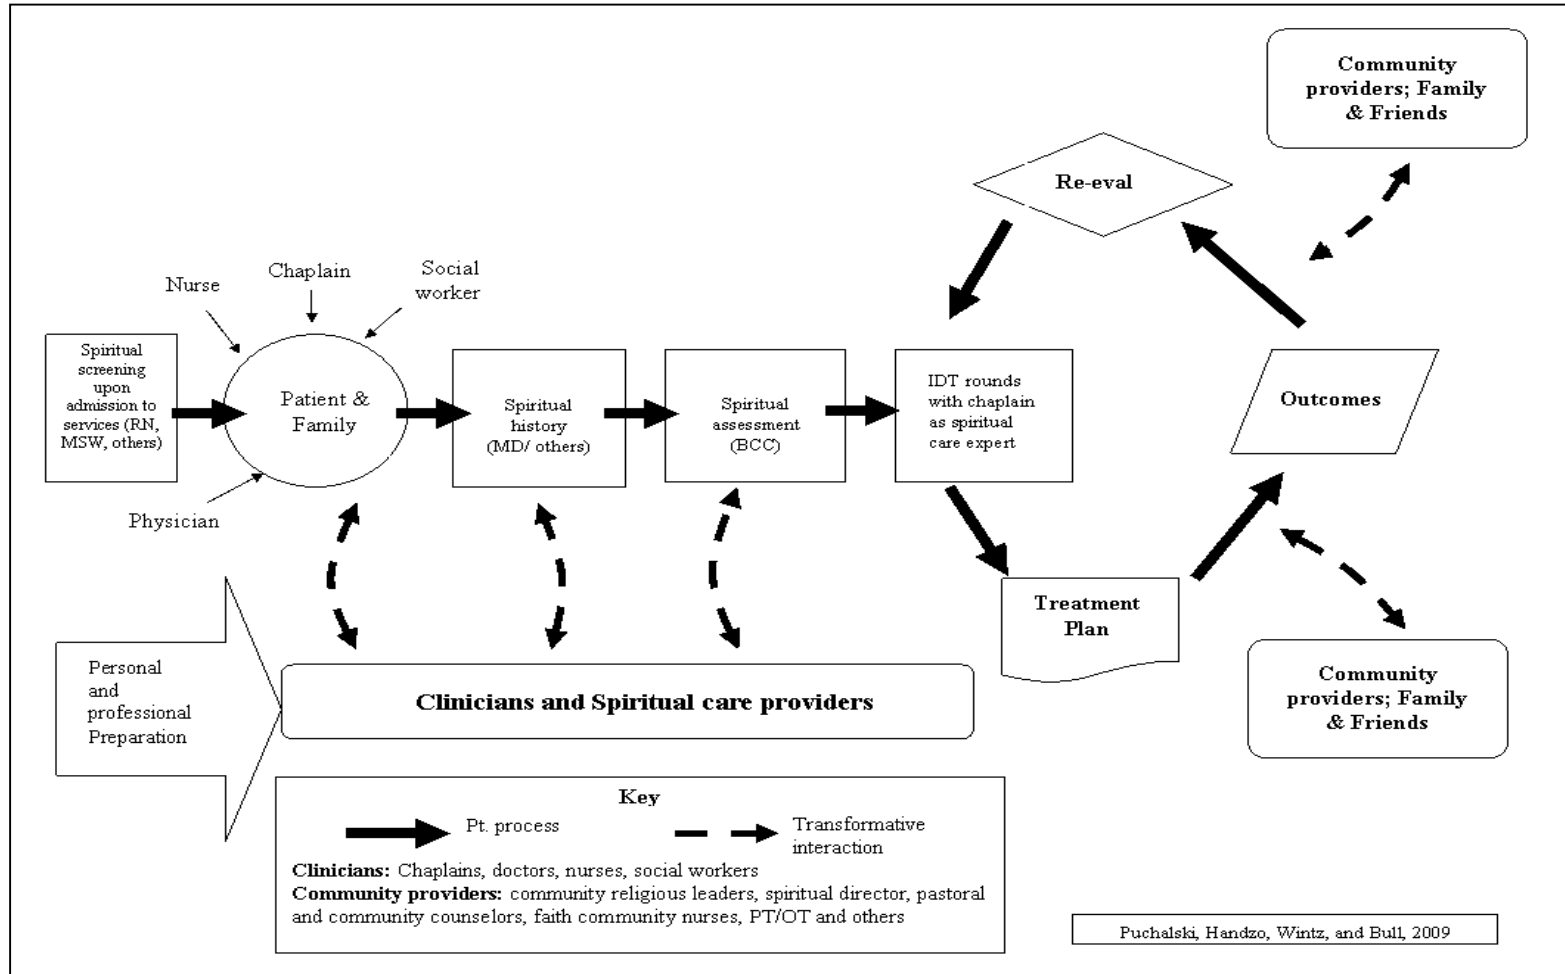 Community
providers; Family
& Friends
Re-eval
Nurse
Chaplain
Social
worker
Spiritual
screening
upon
admission to
services (RN,
MSW, others)
Patient &
Family
Spiritual
history
(MD/ others)
Spiritual
assessment
(BCC)
IDT rounds
with chaplain
as spiritual
care expert
Outcomes
Physician
Treatment
Plan
Personal
and
professional
Preparation
Clinicians and Spiritual care providers
Community
providers; Family
& Friends
Key
Pt. process
Transformative
interaction
Clinicians: Chaplains, doctors, nurses, social workers
Community providers: community religious leaders, spiritual director, pastoral
and community counselors, faith community nurses, PT/OT and others
Puchalski, Handzo, Wintz, and Bull, 2009